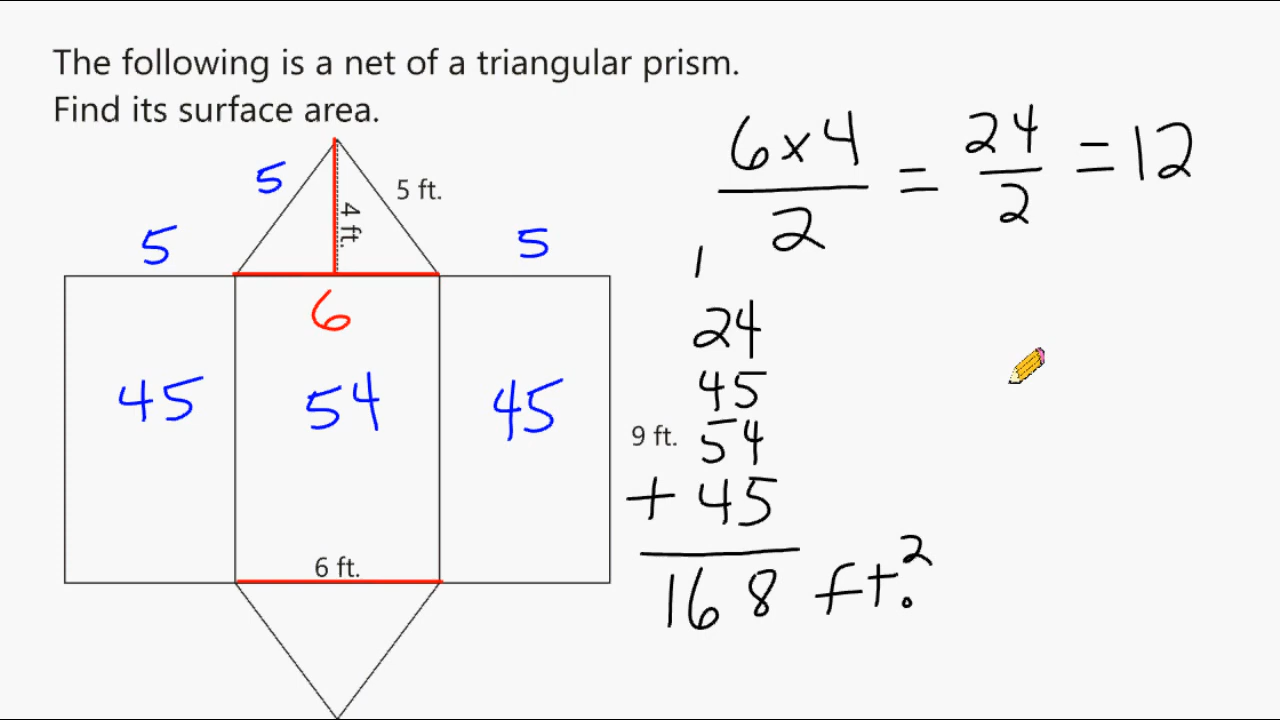 The following is a net of a triangular prism.
Find its surface area.
6 x 4 / 2 = 24 / 2 = 12
5
5 ft.
4 ft.
5
5
6
1
24
45
54
+ 45
168 ft.²
45
54
45
9 ft.
6 ft.